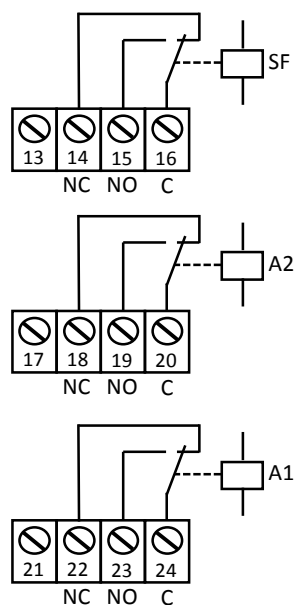 SF
13 14 15 16
NC NO C
A2
17 18 19 20
NC NO C
A1
21 22 23 24
NC NO C